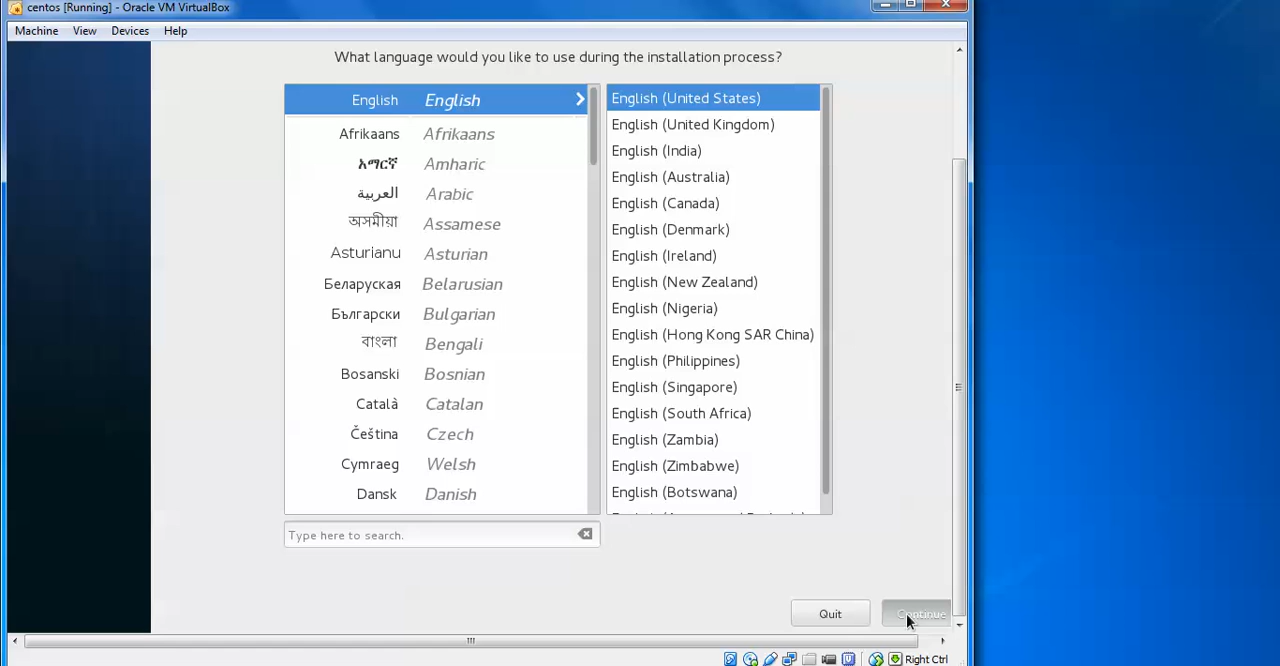 centos [Running] - Oracle VM VirtualBox
Machine View Devices Help
What language would you like to use during the installation process?
English English
Afrikaans Afrikaans
አማርኛ Amharic
العربية Arabic
অসমীয়া Assamese
Asturianu Asturian
Беларуская Belarusian
Български Bulgarian
বাংলা Bengali
Bosanski Bosnian
Català Catalan
Čeština Czech
Cymraeg Welsh
Dansk Danish
English (United States)
English (United Kingdom)
English (India)
English (Australia)
English (Canada)
English (Denmark)
English (Ireland)
English (New Zealand)
English (Nigeria)
English (Hong Kong SAR China)
English (Philippines)
English (Singapore)
English (South Africa)
English (Zambia)
English (Zimbabwe)
English (Botswana)
Type here to search.
Quit
Continue
Right Ctrl